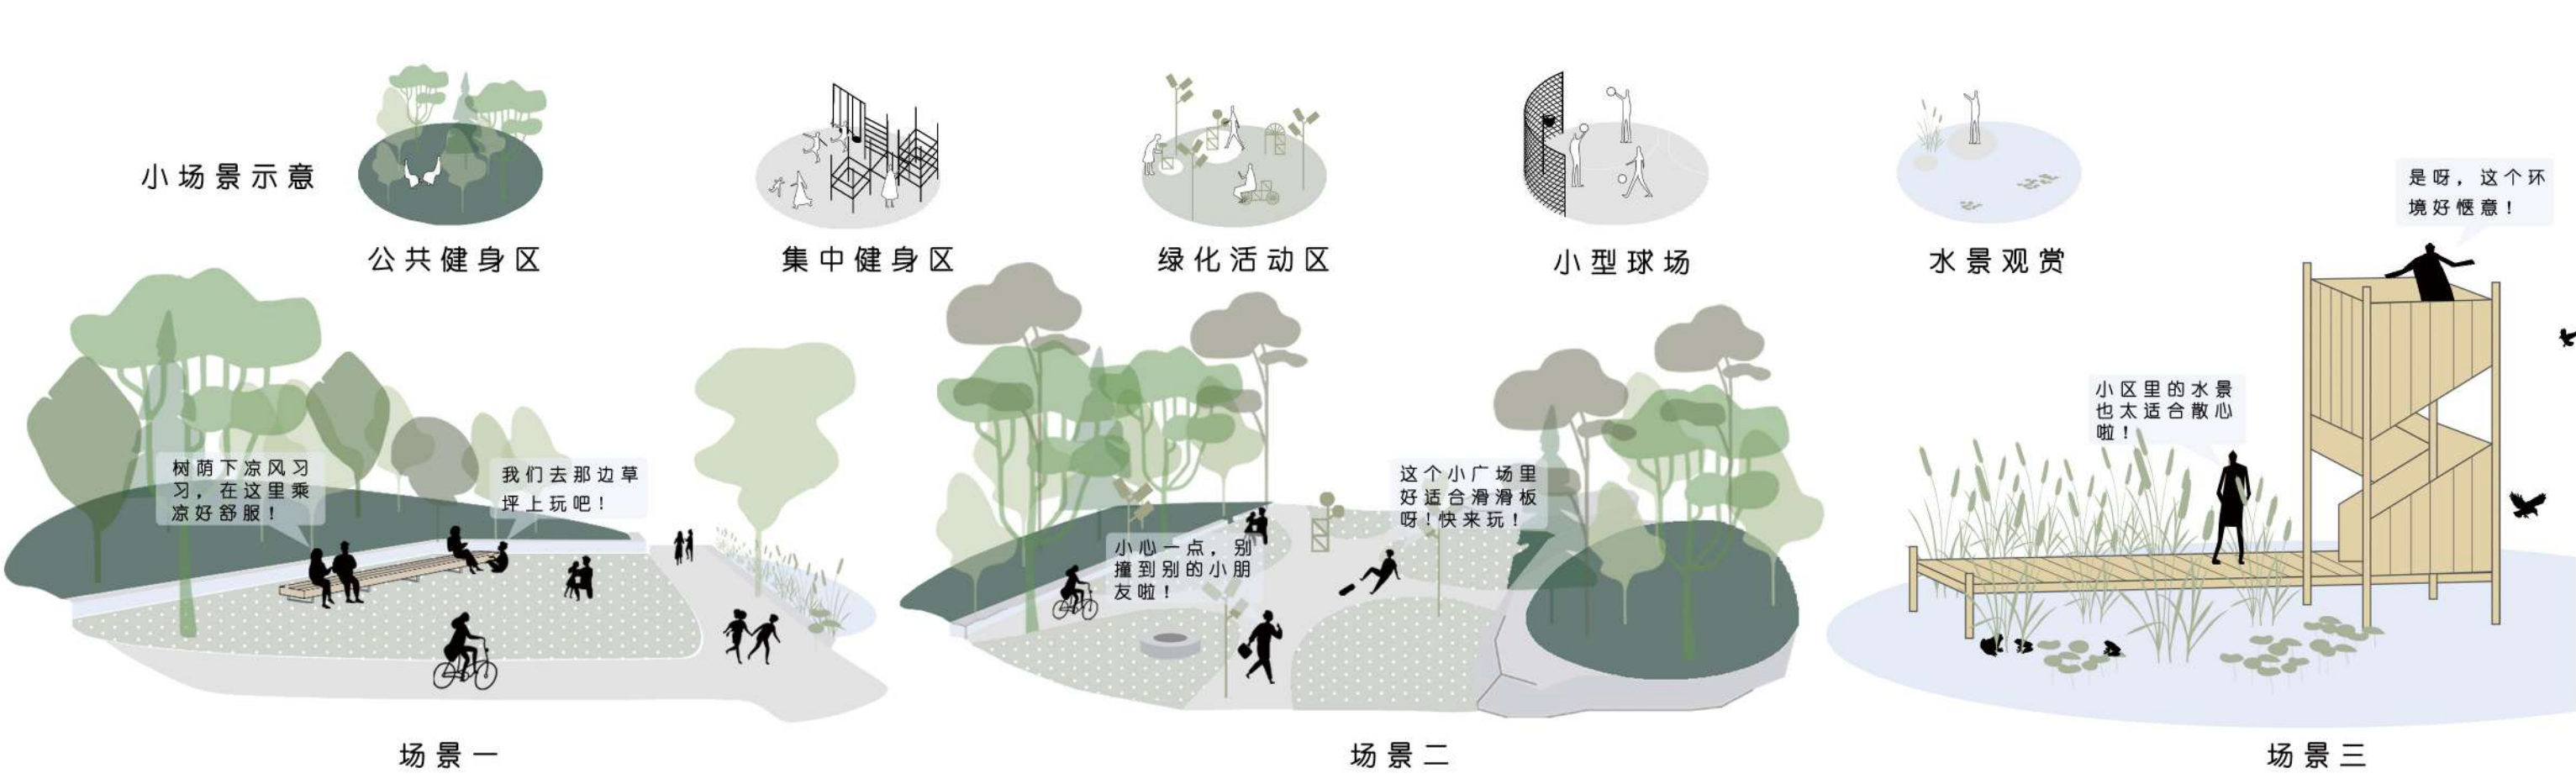 小场景示意
公共健身区
集中健身区
绿化活动区
小型球场
水景观赏
树荫下凉风习
习，在这里乘
凉好舒服！
我们去那边草
坪上玩吧！
小心一点，别
撞到别的小朋
友啦！
这个小广场里
好适合滑滑板
呀！快来玩！
小区里的水景
也太适合散心
啦！
是呀，这个环
境好惬意！
场景一
场景二
场景三